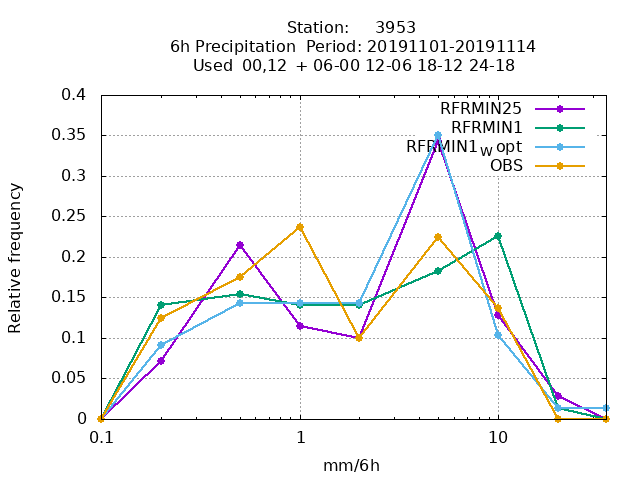 Station: 3953
6h Precipitation Period: 20191101-20191114
Used 00,12 + 06-00 12-06 18-12 24-18
0.4
0.35
0.3
0.25
0.2
0.15
0.1
0.05
0
Relative frequency
RFRMIN25
RFRMIN1
RFRMIN1W opt
OBS
0.1 1 10
mm/6h